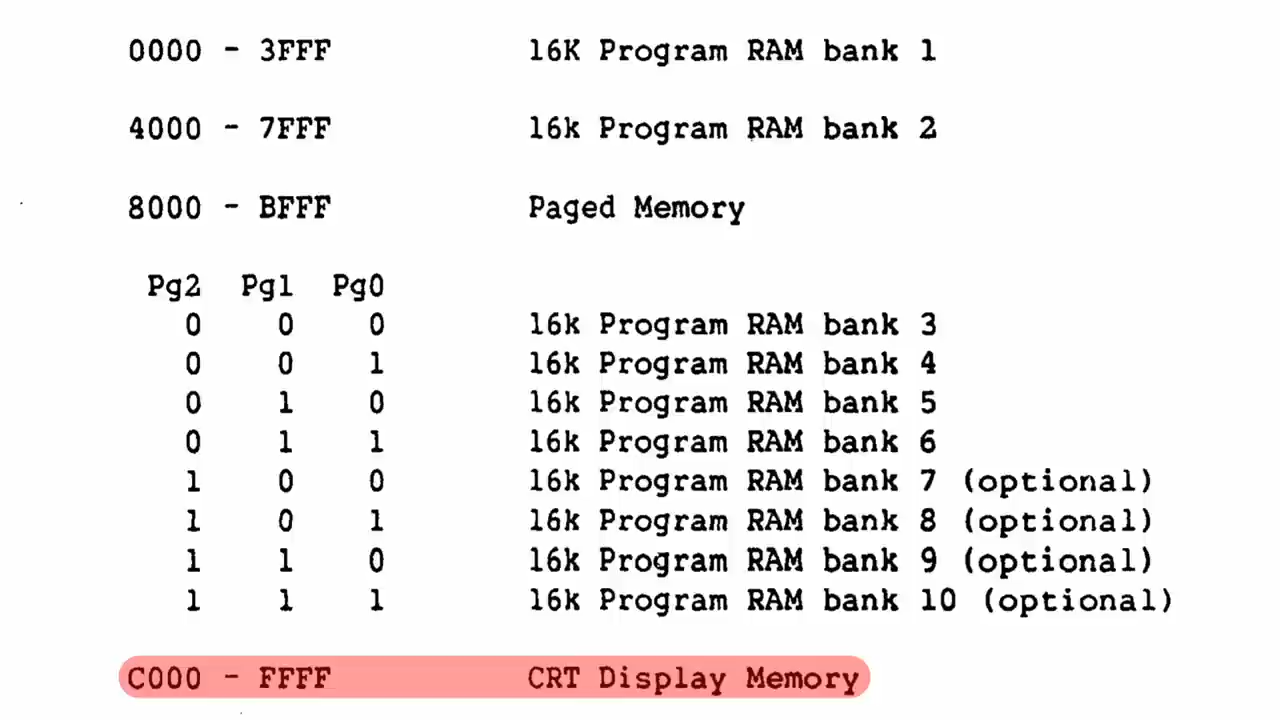 0000 - 3FFF 16K Program RAM bank 1
4000 - 7FFF 16k Program RAM bank 2
8000 - BFFF Paged Memory
Pg2 Pg1 Pg0
0 0 0 16k Program RAM bank 3
0 0 1 16k Program RAM bank 4
0 1 0 16k Program RAM bank 5
0 1 1 16k Program RAM bank 6
1 0 0 16k Program RAM bank 7 (optional)
1 0 1 16k Program RAM bank 8 (optional)
1 1 0 16k Program RAM bank 9 (optional)
1 1 1 16k Program RAM bank 10 (optional)
C000 - FFFF CRT Display Memory